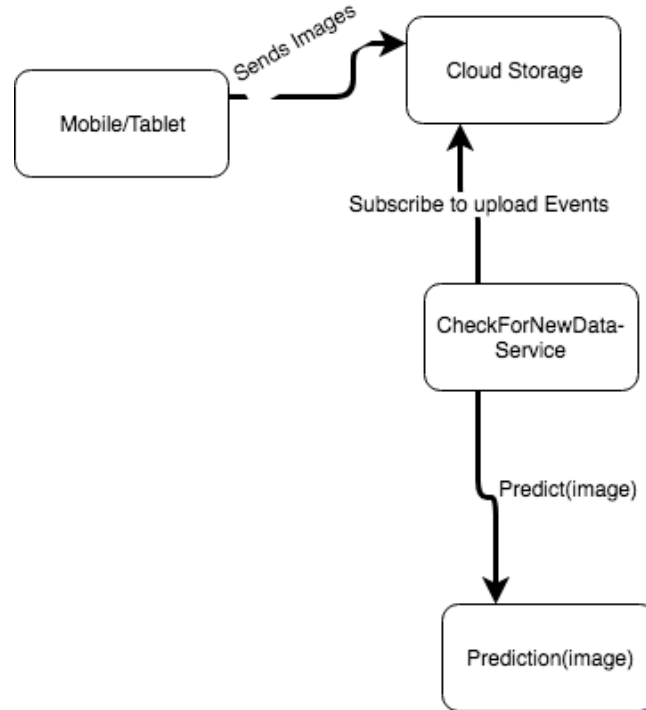 Sends Images
Cloud Storage
Mobile/Tablet
Subscribe to upload Events
CheckForNewData-
Service
Predict(image)
Prediction(image)